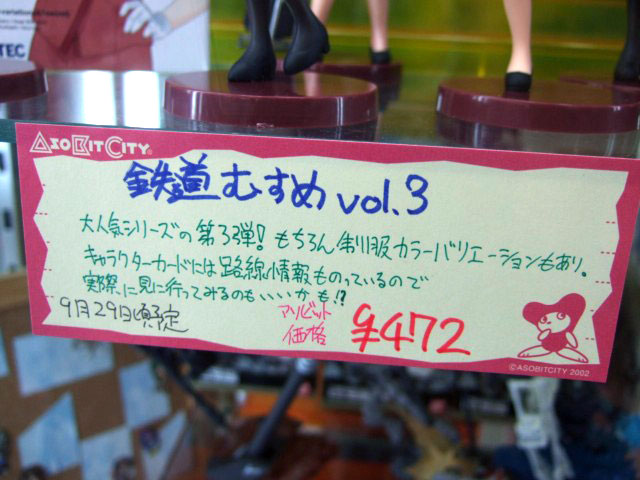 TEC
ASOBITCITY
鉄道むすめ vol.3
大人気シリーズの第3弾!もちろん制服カラーバリエーションもあり。
キャラクターカードには路線情報ものっているので
実際に見に行ってみるのも・・いいかも!?
9月29日頃予定
アソビット
価格
¥472
©ASOBITCITY 2002